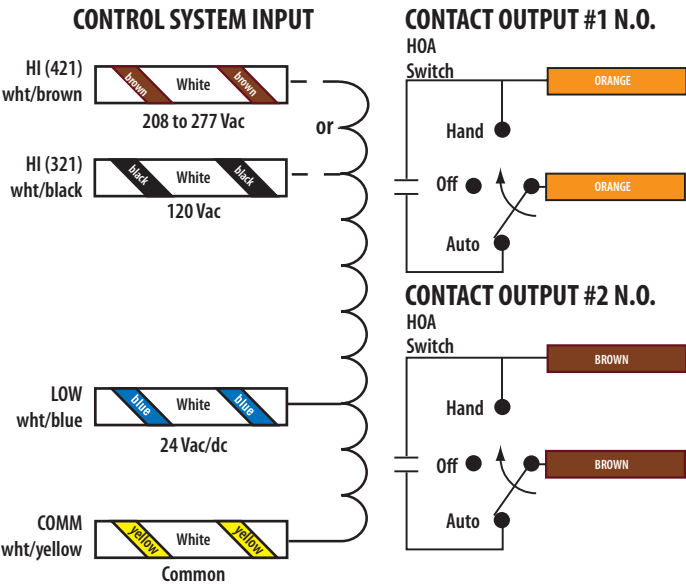 CONTROL SYSTEM INPUT
HI (421)
wht/brown
brown
White
brown
208 to 277 Vac
or
HI (321)
wht/black
black
White
black
120 Vac
LOW
wht/blue
blue
White
blue
24 Vac/dc
COMM
wht/yellow
yellow
White
yellow
Common
CONTACT OUTPUT #1 N.O.
HOA
Switch
ORANGE
Hand
Off
ORANGE
Auto
CONTACT OUTPUT #2 N.O.
HOA
Switch
BROWN
Hand
Off
BROWN
Auto